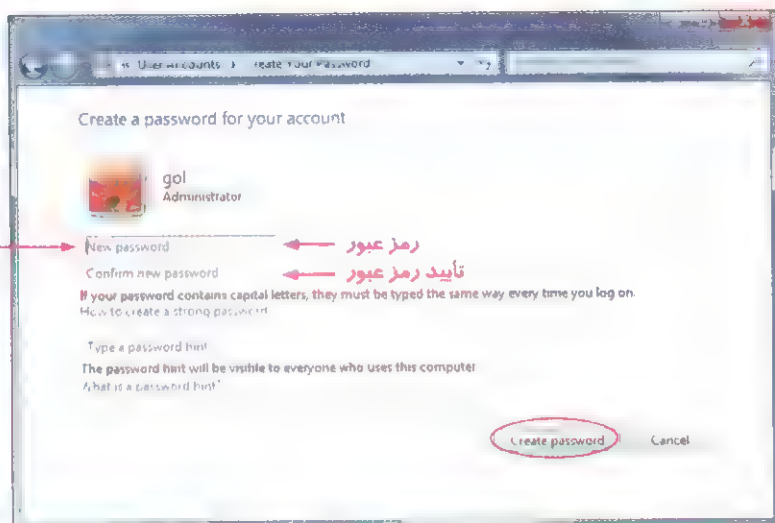 User Accounts
Create Your Password
Create a password for your account
gol
Administrator
New password
رمز عبور
Confirm new password
تأیید رمز عبور
If your password contains capital letters, they must be typed the same way every time you log on.
How to create a strong password
Type a password hint
The password hint will be visible to everyone who uses this computer.
What is a password hint?
Create password
Cancel